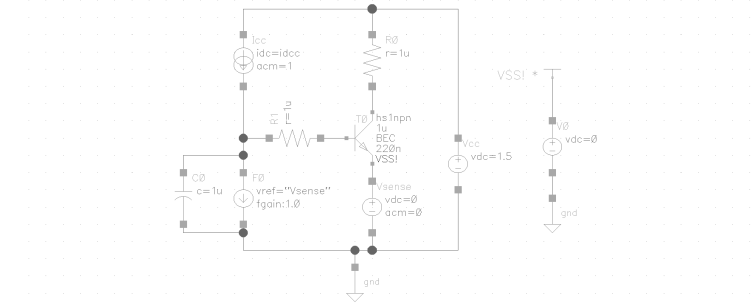 Icc
idc=idcc
acm=1
R0
r=1u
R1
r=1u
T0
hs1npn
1u
BEC
220n
VSS!
Vcc
vdc=1.5
VSS! *
V0
vdc=0
C0
c=1u
F0
vref="Vsense"
fgain:1.0
Vsense
vdc=0
acm=0
gnd
gnd